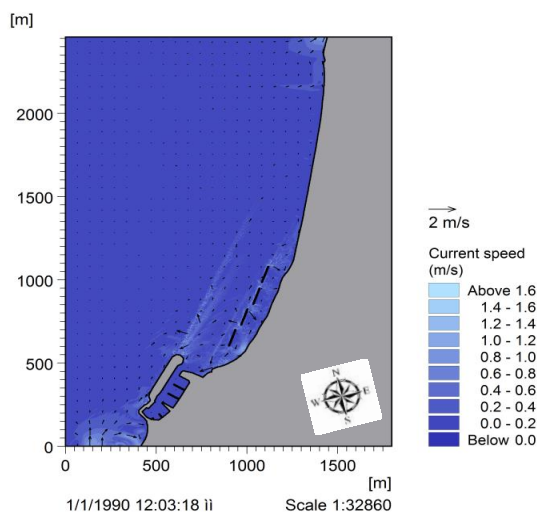 [m]
2000
1500
1000
500
0
0 500 1000 1500
[m]
1/1/1990 12:03:18 ìì Scale 1:32860
2 m/s
Current speed
(m/s)
Above 1.6
1.4 - 1.6
1.2 - 1.4
1.0 - 1.2
0.8 - 1.0
0.6 - 0.8
0.4 - 0.6
0.2 - 0.4
0.0 - 0.2
Below 0.0
N
W E
S